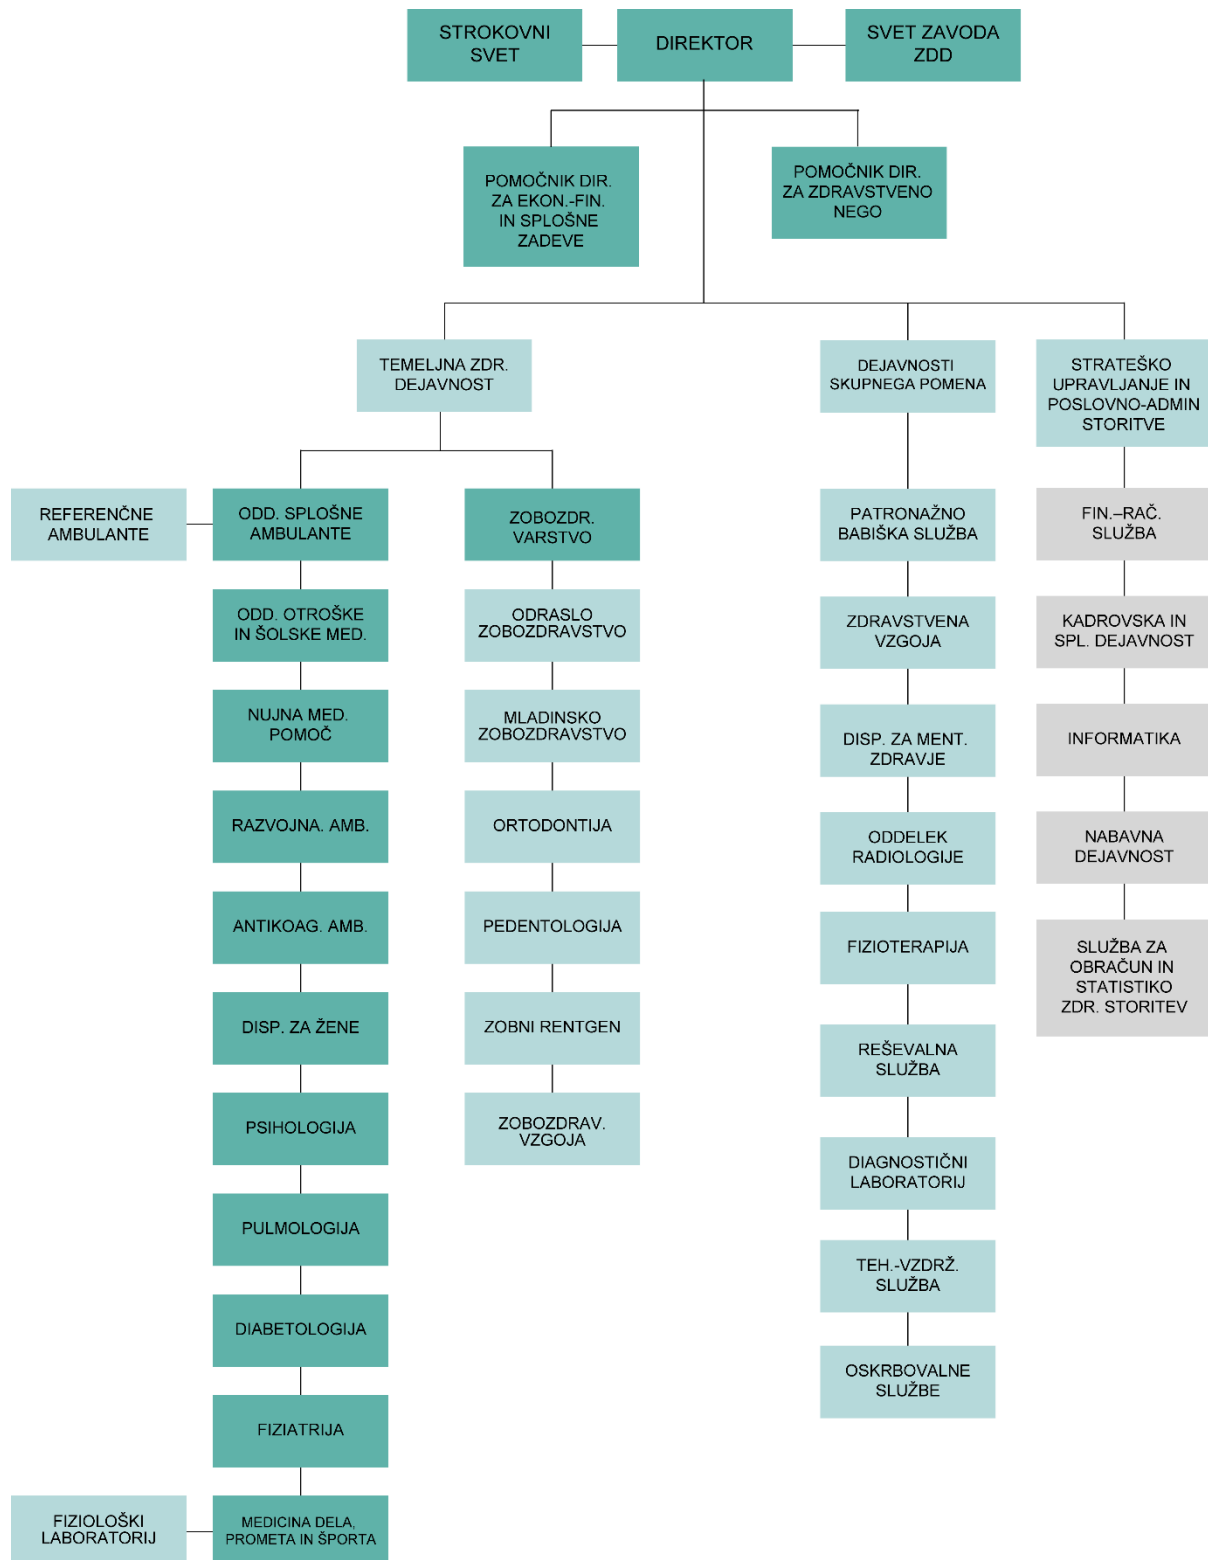 STROKOVNI
SVET
DIREKTOR
SVET ZAVODA
ZDD
POMOČNIK DIR.
ZA EKON.-FIN.
IN SPLOŠNE
ZADEVE
POMOČNIK DIR.
ZA ZDRAVSTVENO
NEGO
TEMELJNA ZDR.
DEJAVNOST
DEJAVNOSTI
SKUPNEGA POMENA
STRATEŠKO
UPRAVLJANJE IN
POSLOVNO-ADMIN
STORITVE
REFERENČNE
AMBULANTE
ODD. SPLOŠNE
AMBULANTE
ODD. OTROŠKE
IN ŠOLSKE MED.
NUJNA MED.
POMOČ
RAZVOJNA. AMB.
ANTIKOAG. AMB.
DISP. ZA ŽENE
PSIHOLOGIJA
PULMOLOGIJA
DIABETOLOGIJA
FIZIATRIJA
FIZIOLOŠKI
LABORATORIJ
MEDICINA DELA,
PROMETA IN ŠPORTA
ZOBOZDR.
VARSTVO
ODRASLO
ZOBOZDRAVSTVO
MLADINSKO
ZOBOZDRAVSTVO
ORTODONTIJA
PEDENTOLOGIJA
ZOBNI RENTGEN
ZOBOZDRAV.
VZGOJA
PATRONAŽNO
BABIŠKA SLUŽBA
ZDRAVSTVENA
VZGOJA
DISP. ZA MENT.
ZDRAVJE
ODDELEK
RADIOLOGIJE
FIZIOTERAPIJA
REŠEVALNA
SLUŽBA
DIAGNOSTIČNI
LABORATORIJ
TEH.-VZDRŽ.
SLUŽBA
OSKRBOVALNE
SLUŽBE
FIN.–RAČ.
SLUŽBA
KADROVSKA IN
SPL. DEJAVNOST
INFORMATIKA
NABAVNA
DEJAVNOST
SLUŽBA ZA
OBRAČUN IN
STATISTIKO
ZDR. STORITEV